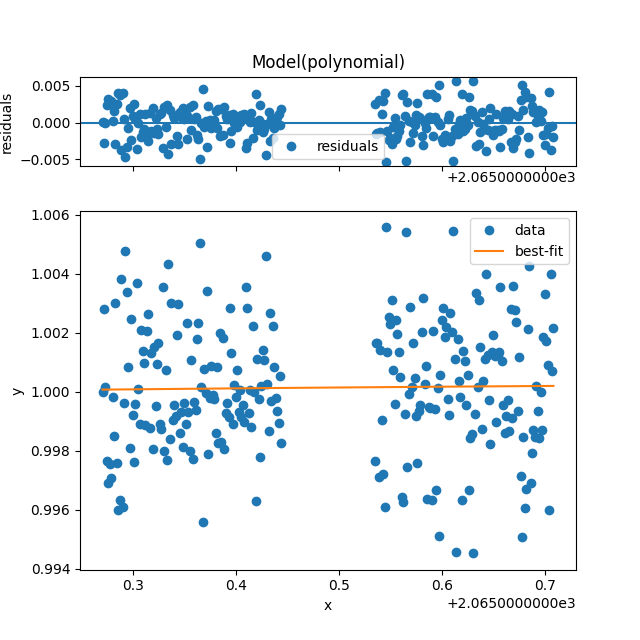 Model(polynomial)
residuals
0.005
0.000
−0.005
residuals
+2.0650000000e3
1.006
1.004
1.002
1.000
0.998
0.996
0.994
y
data
best-fit
0.3 0.4 0.5 0.6 0.7
x
+2.0650000000e3